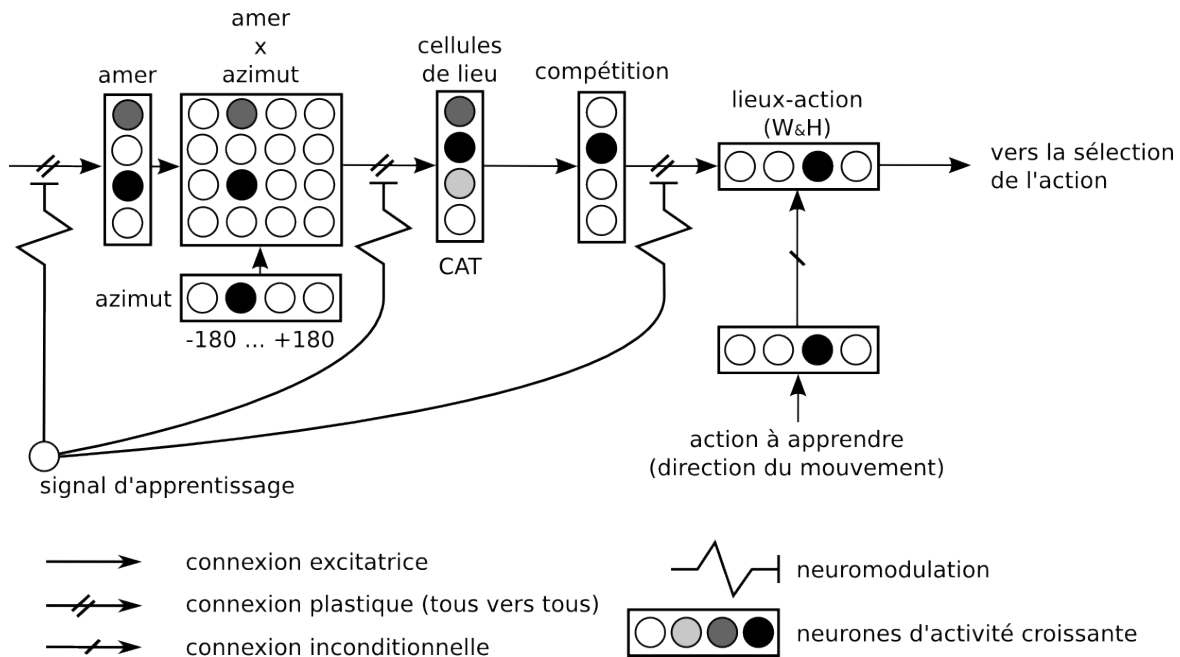 amer
x
azimut
amer
cellules
de lieu
compétition
lieux-action
(W&H)
vers la sélection
de l'action
CAT
azimut
-180 ... +180
action à apprendre
(direction du mouvement)
signal d'apprentissage
connexion excitatrice
connexion plastique (tous vers tous)
connexion inconditionnelle
neuromodulation
neurones d'activité croissante